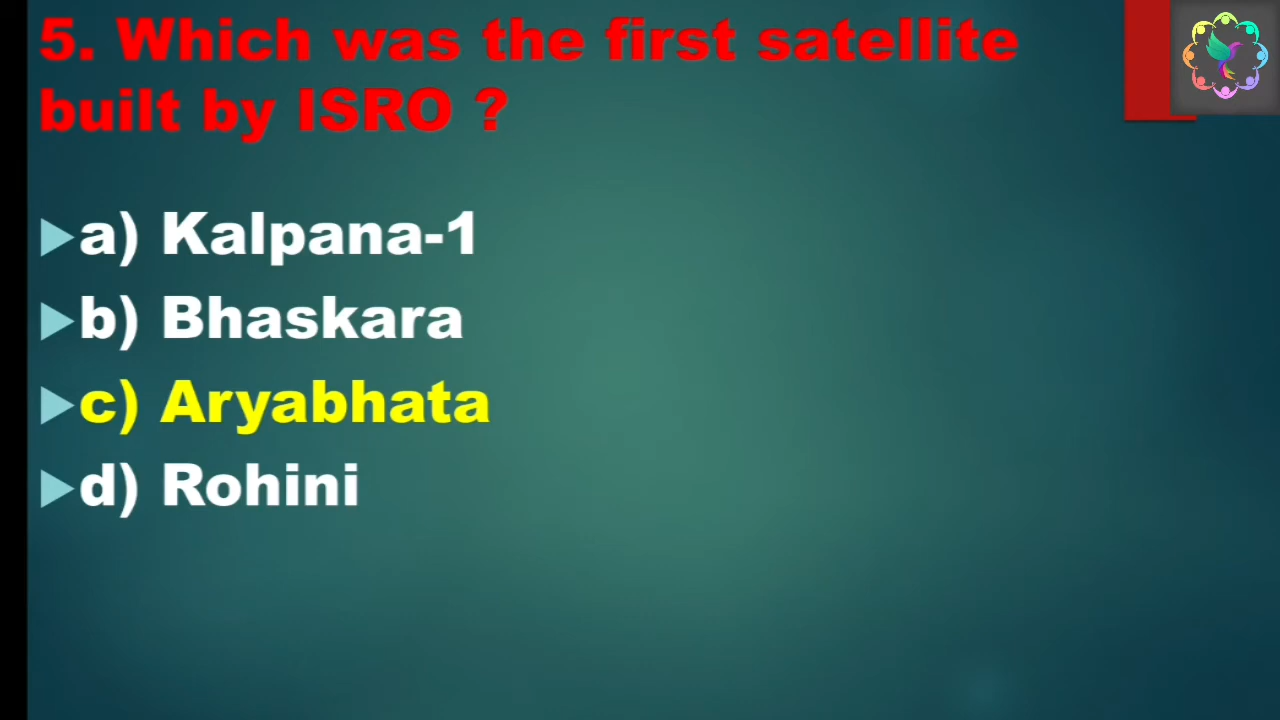 5. Which was the first satellite
built by ISRO ?
a) Kalpana-1
b) Bhaskara
c) Aryabhata
d) Rohini